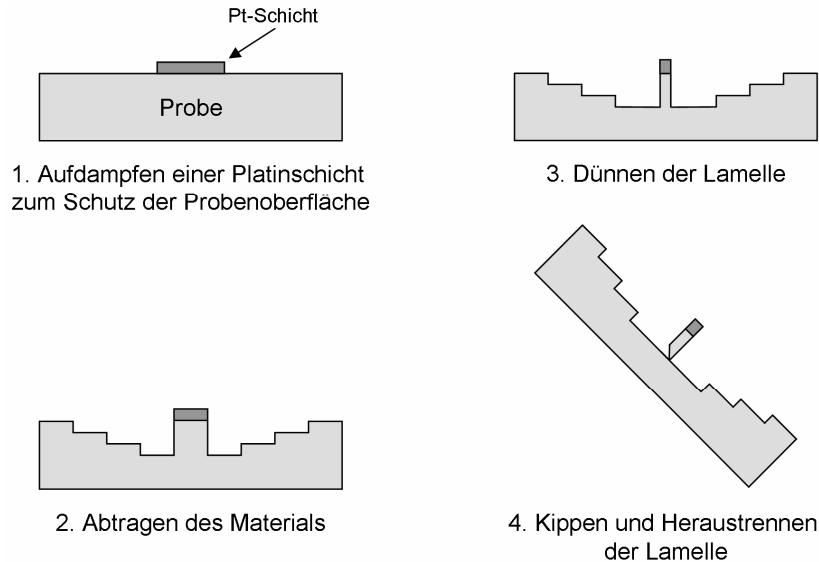 Pt-Schicht
Probe
1. Aufdampfen einer Platinschicht
zum Schutz der Probenoberfläche
2. Abtragen des Materials
3. Dünnen der Lamelle
4. Kippen und Heraustrennen
der Lamelle